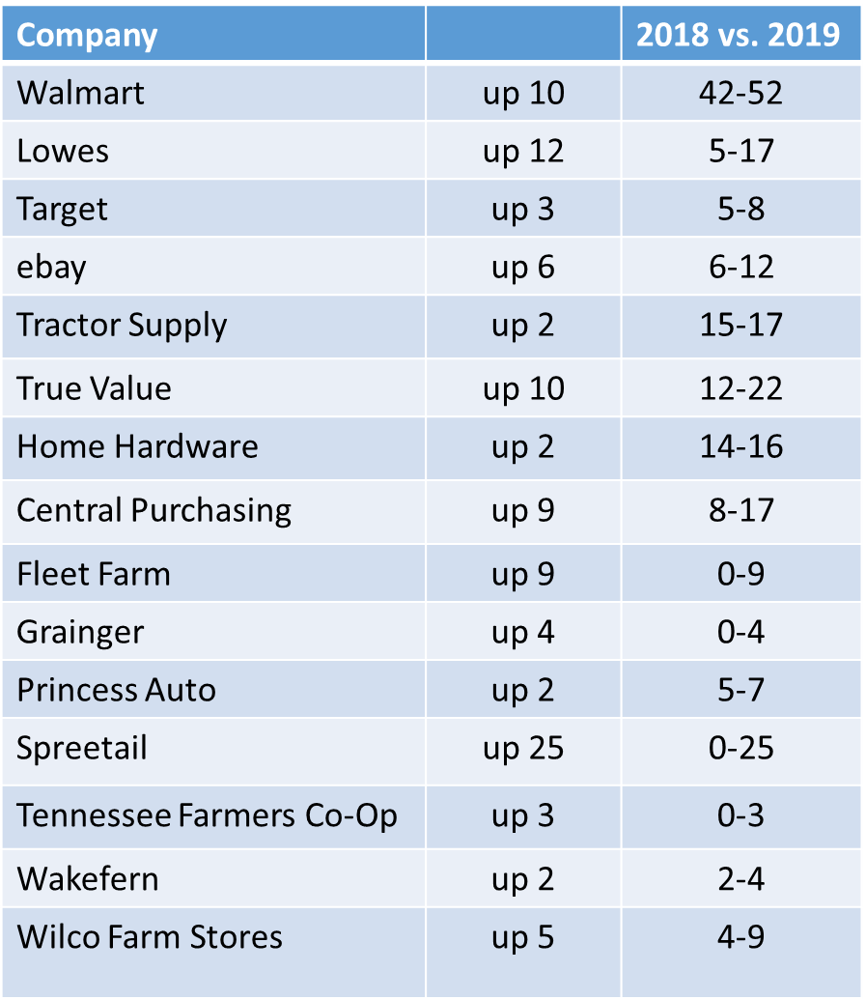 Company 2018 vs. 2019
Walmart up 10 42-52
Lowes up 12 5-17
Target up 3 5-8
ebay up 6 6-12
Tractor Supply up 2 15-17
True Value up 10 12-22
Home Hardware up 2 14-16
Central Purchasing up 9 8-17
Fleet Farm up 9 0-9
Grainger up 4 0-4
Princess Auto up 2 5-7
Spreetail up 25 0-25
Tennessee Farmers Co-Op up 3 0-3
Wakefern up 2 2-4
Wilco Farm Stores up 5 4-9